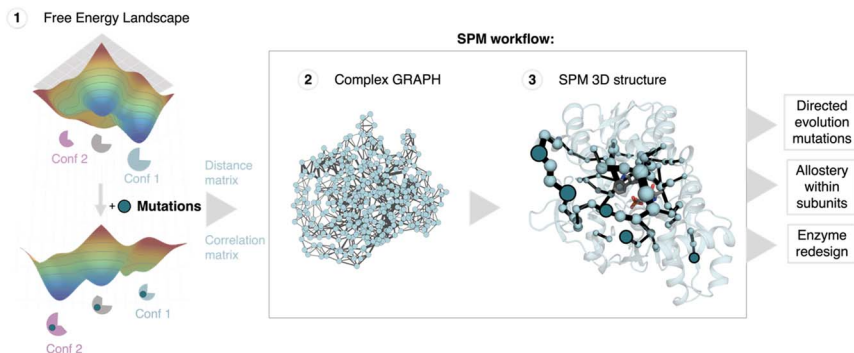 1 Free Energy Landscape
Conf 2
Conf 1
+ Mutations
Conf 1
Conf 2
Distance
matrix
Correlation
matrix
SPM workflow:
2 Complex GRAPH
3 SPM 3D structure
Directed
evolution
mutations
Allostery
within
subunits
Enzyme
redesign